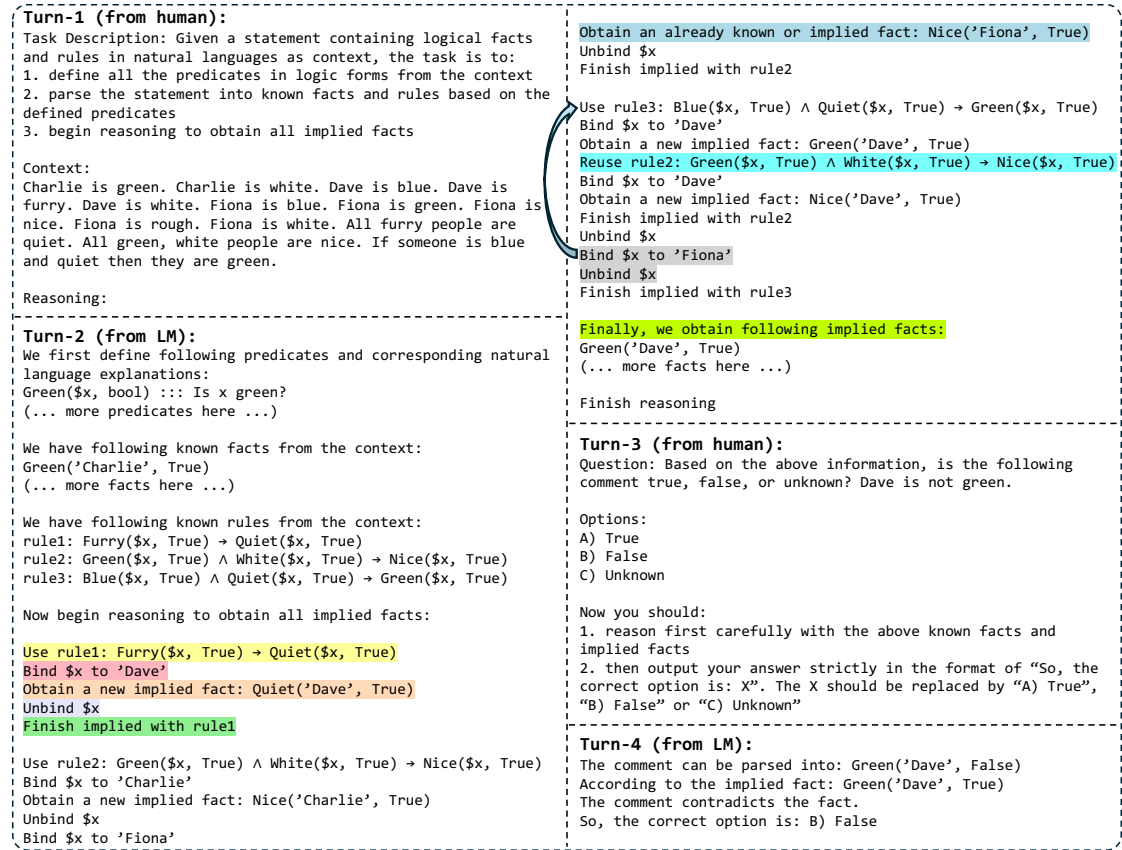 Turn-1 (from human):
Task Description: Given a statement containing logical facts
and rules in natural languages as context, the task is to:
1. define all the predicates in logic forms from the context
2. parse the statement into known facts and rules based on the
defined predicates
3. begin reasoning to obtain all implied facts
Context:
Charlie is green. Charlie is white. Dave is blue. Dave is
furry. Dave is white. Fiona is blue. Fiona is green. Fiona is
nice. Fiona is rough. Fiona is white. All furry people are
quiet. All green, white people are nice. If someone is blue
and quiet then they are green.
Reasoning:
Turn-2 (from LM):
We first define following predicates and corresponding natural
language explanations:
Green($x, bool) ::: Is x green?
(... more predicates here ...)
We have following known facts from the context:
Green(’Charlie’, True)
(... more facts here ...)
We have following known rules from the context:
rule1: Furry($x, True) → Quiet($x, True)
rule2: Green($x, True) ∧ White($x, True) → Nice($x, True)
rule3: Blue($x, True) ∧ Quiet($x, True) → Green($x, True)
Now begin reasoning to obtain all implied facts:
Use rule1: Furry($x, True) → Quiet($x, True)
Bind $x to ’Dave’
Obtain a new implied fact: Quiet(’Dave’, True)
Unbind $x
Finish implied with rule1
Use rule2: Green($x, True) ∧ White($x, True) → Nice($x, True)
Bind $x to ’Charlie’
Obtain a new implied fact: Nice(’Charlie’, True)
Unbind $x
Bind $x to ’Fiona’
Obtain an already known or implied fact: Nice(’Fiona’, True)
Unbind $x
Finish implied with rule2
Use rule3: Blue($x, True) ∧ Quiet($x, True) → Green($x, True)
Bind $x to ’Dave’
Obtain a new implied fact: Green(’Dave’, True)
Reuse rule2: Green($x, True) ∧ White($x, True) → Nice($x, True)
Bind $x to ’Dave’
Obtain a new implied fact: Nice(’Dave’, True)
Finish implied with rule2
Unbind $x
Bind $x to ’Fiona’
Unbind $x
Finish implied with rule3
Finally, we obtain following implied facts:
Green(’Dave’, True)
(... more facts here ...)
Finish reasoning
Turn-3 (from human):
Question: Based on the above information, is the following
comment true, false, or unknown? Dave is not green.
Options:
A) True
B) False
C) Unknown
Now you should:
1. reason first carefully with the above known facts and
implied facts
2. then output your answer strictly in the format of “So, the
correct option is: X”. The X should be replaced by “A) True”,
“B) False” or “C) Unknown”
Turn-4 (from LM):
The comment can be parsed into: Green(’Dave’, False)
According to the implied fact: Green(’Dave’, True)
The comment contradicts the fact.
So, the correct option is: B) False